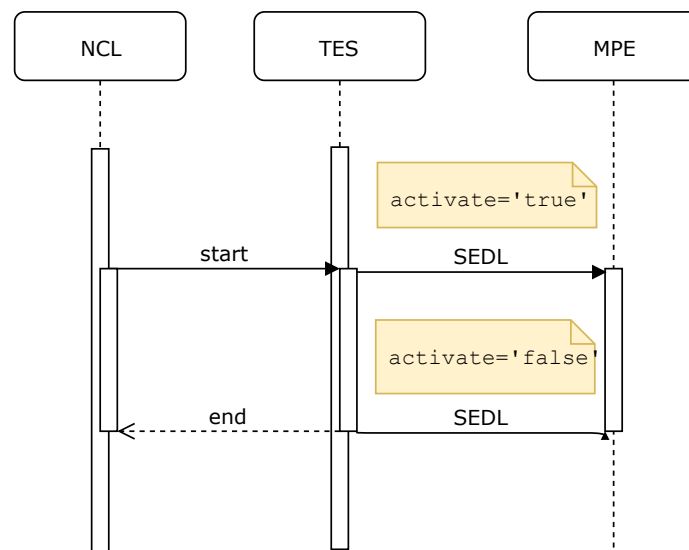 NCL
TES
MPE
activate='true'
start
SEDL
activate='false'
end
SEDL